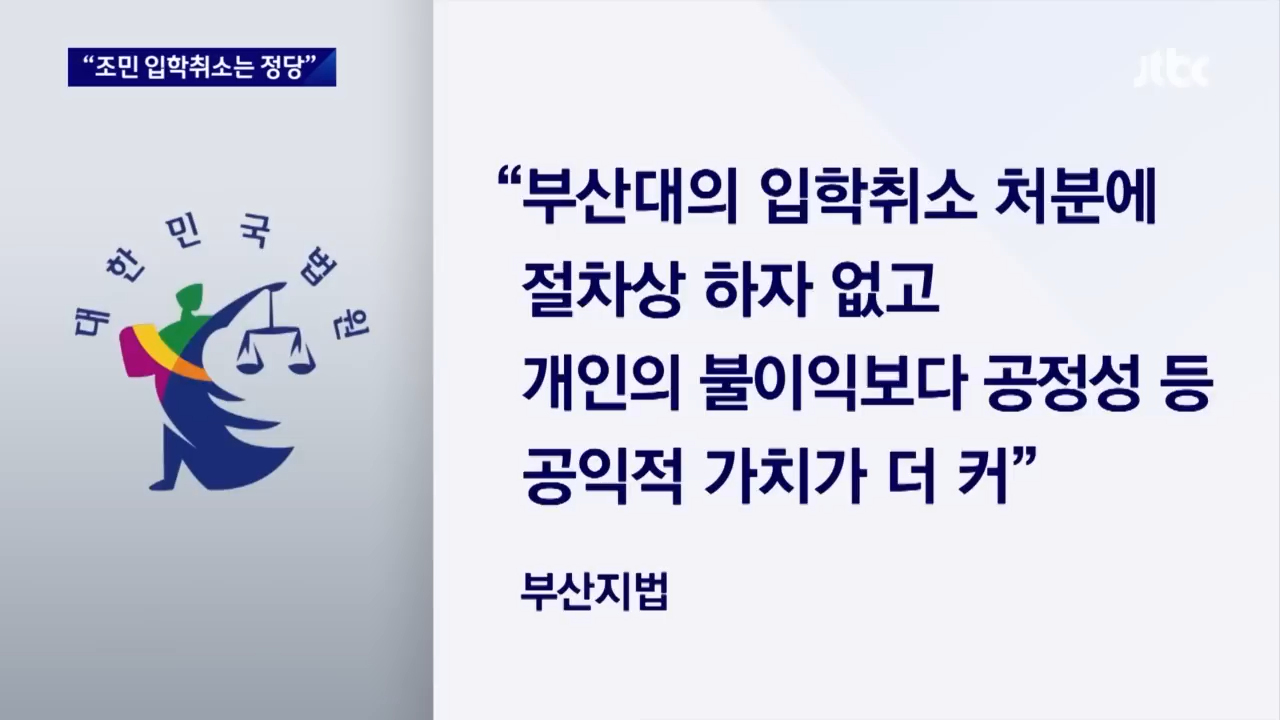 “조민 입학취소는 정당”
jtbc
대한민국법원
“부산대의 입학취소 처분에
절차상 하자 없고
개인의 불이익보다 공정성 등
공익적 가치가 더 커”
부산지법